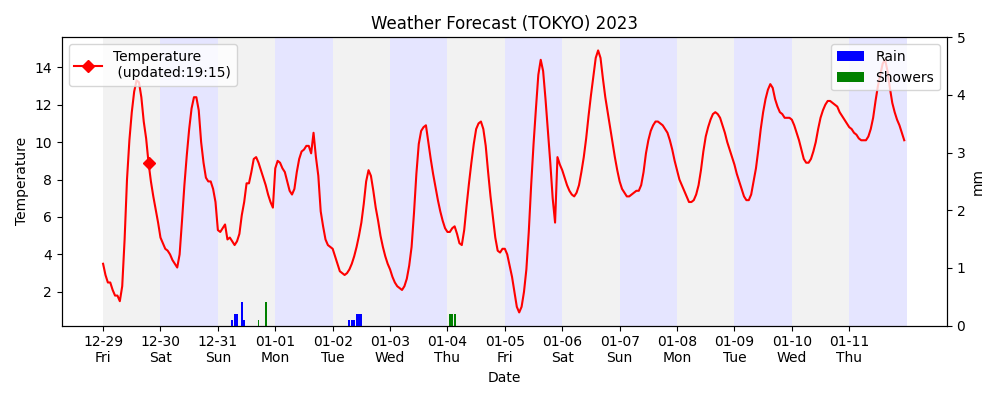 Weather Forecast (TOKYO) 2023
Temperature
(updated:19:15)
Rain
Showers
Temperature
14
12
10
8
6
4
2
5
4
3
2
1
0
mm
12-29 12-30 12-31 01-01 01-02 01-03 01-04 01-05 01-06 01-07 01-08 01-09 01-10 01-11
Fri Sat Sun Mon Tue Wed Thu Fri Sat Sun Mon Tue Wed Thu
Date